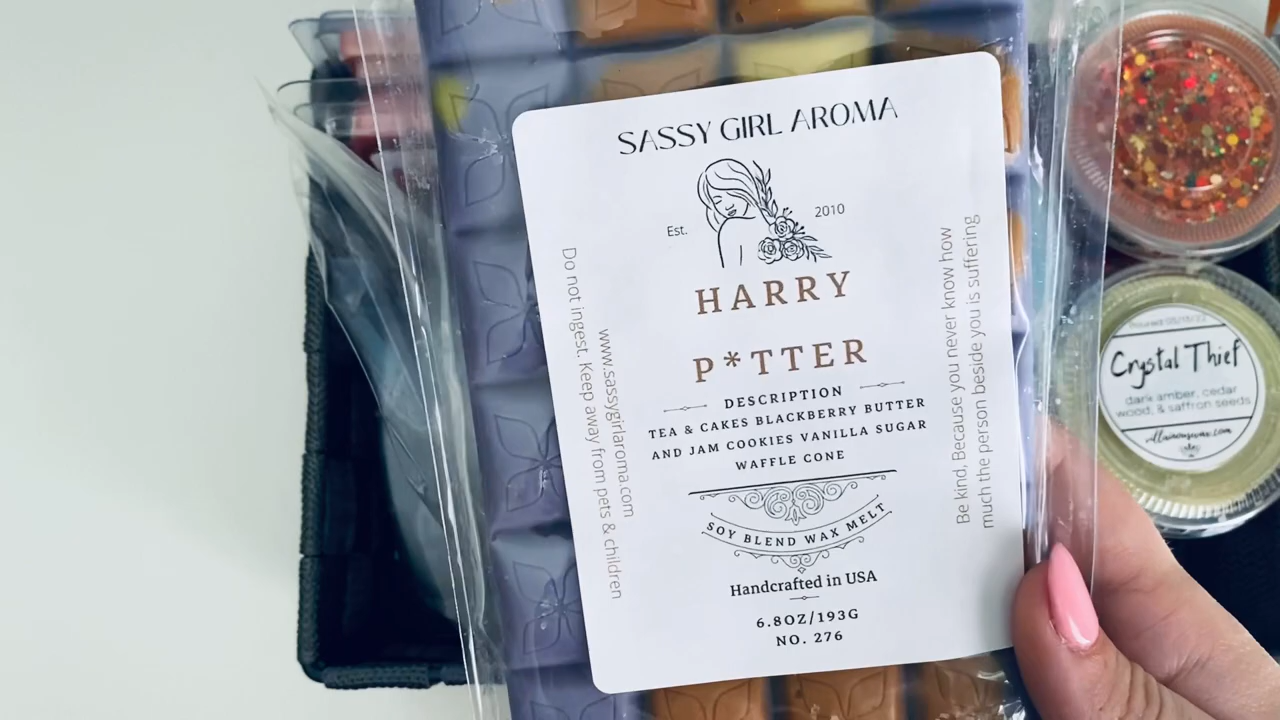 SASSY GIRL AROMA
Est.
2010
HARRY
P*TTER
DESCRIPTION
TEA & CAKES BLACKBERRY BUTTER
AND JAM COOKIES VANILLA SUGAR
WAFFLE CONE
SOY BLEND WAX MELT
Handcrafted in USA
6.8OZ/193G
NO. 276
www.sassygirlaroma.com
Do not ingest. Keep away from pets & children
Be kind, Because you never know how
much the person beside you is suffering
Crystal Thief
dark amber, cedar
wood, & saffron seeds
villainouswax.com